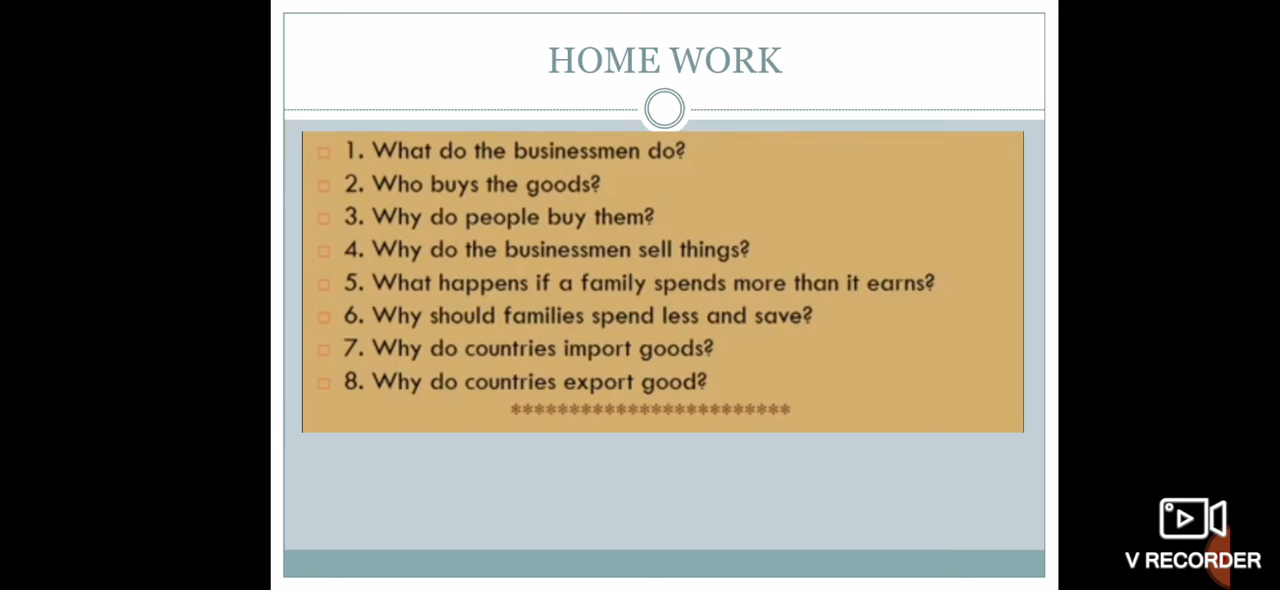 HOME WORK
1. What do the businessmen do?
2. Who buys the goods?
3. Why do people buy them?
4. Why do the businessmen sell things?
5. What happens if a family spends more than it earns?
6. Why should families spend less and save?
7. Why do countries import goods?
8. Why do countries export good?
************************
V RECORDER